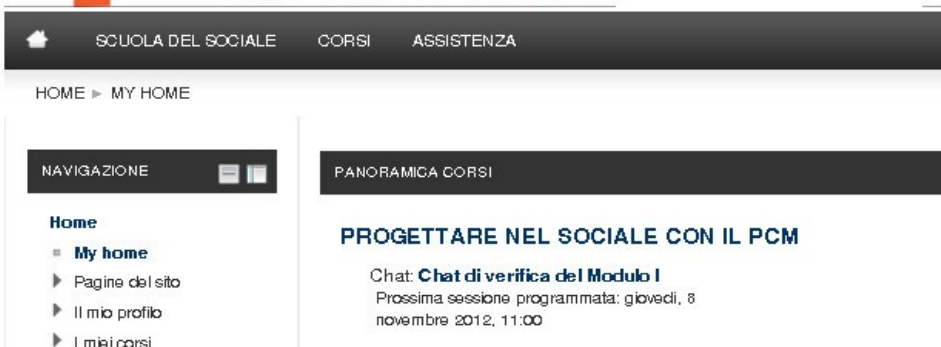 SCUOLA DEL SOCIALE CORSI ASSISTENZA
HOME ► MY HOME
NAVIGAZIONE
Home
My home
Pagine del sito
Il mio profilo
I miei corsi
PANORAMICA CORSI
PROGETTARE NEL SOCIALE CON IL PCM
Chat: Chat di verifica del Modulo I
Prossima sessione programmata: giovedì, 8
novembre 2012, 11:00